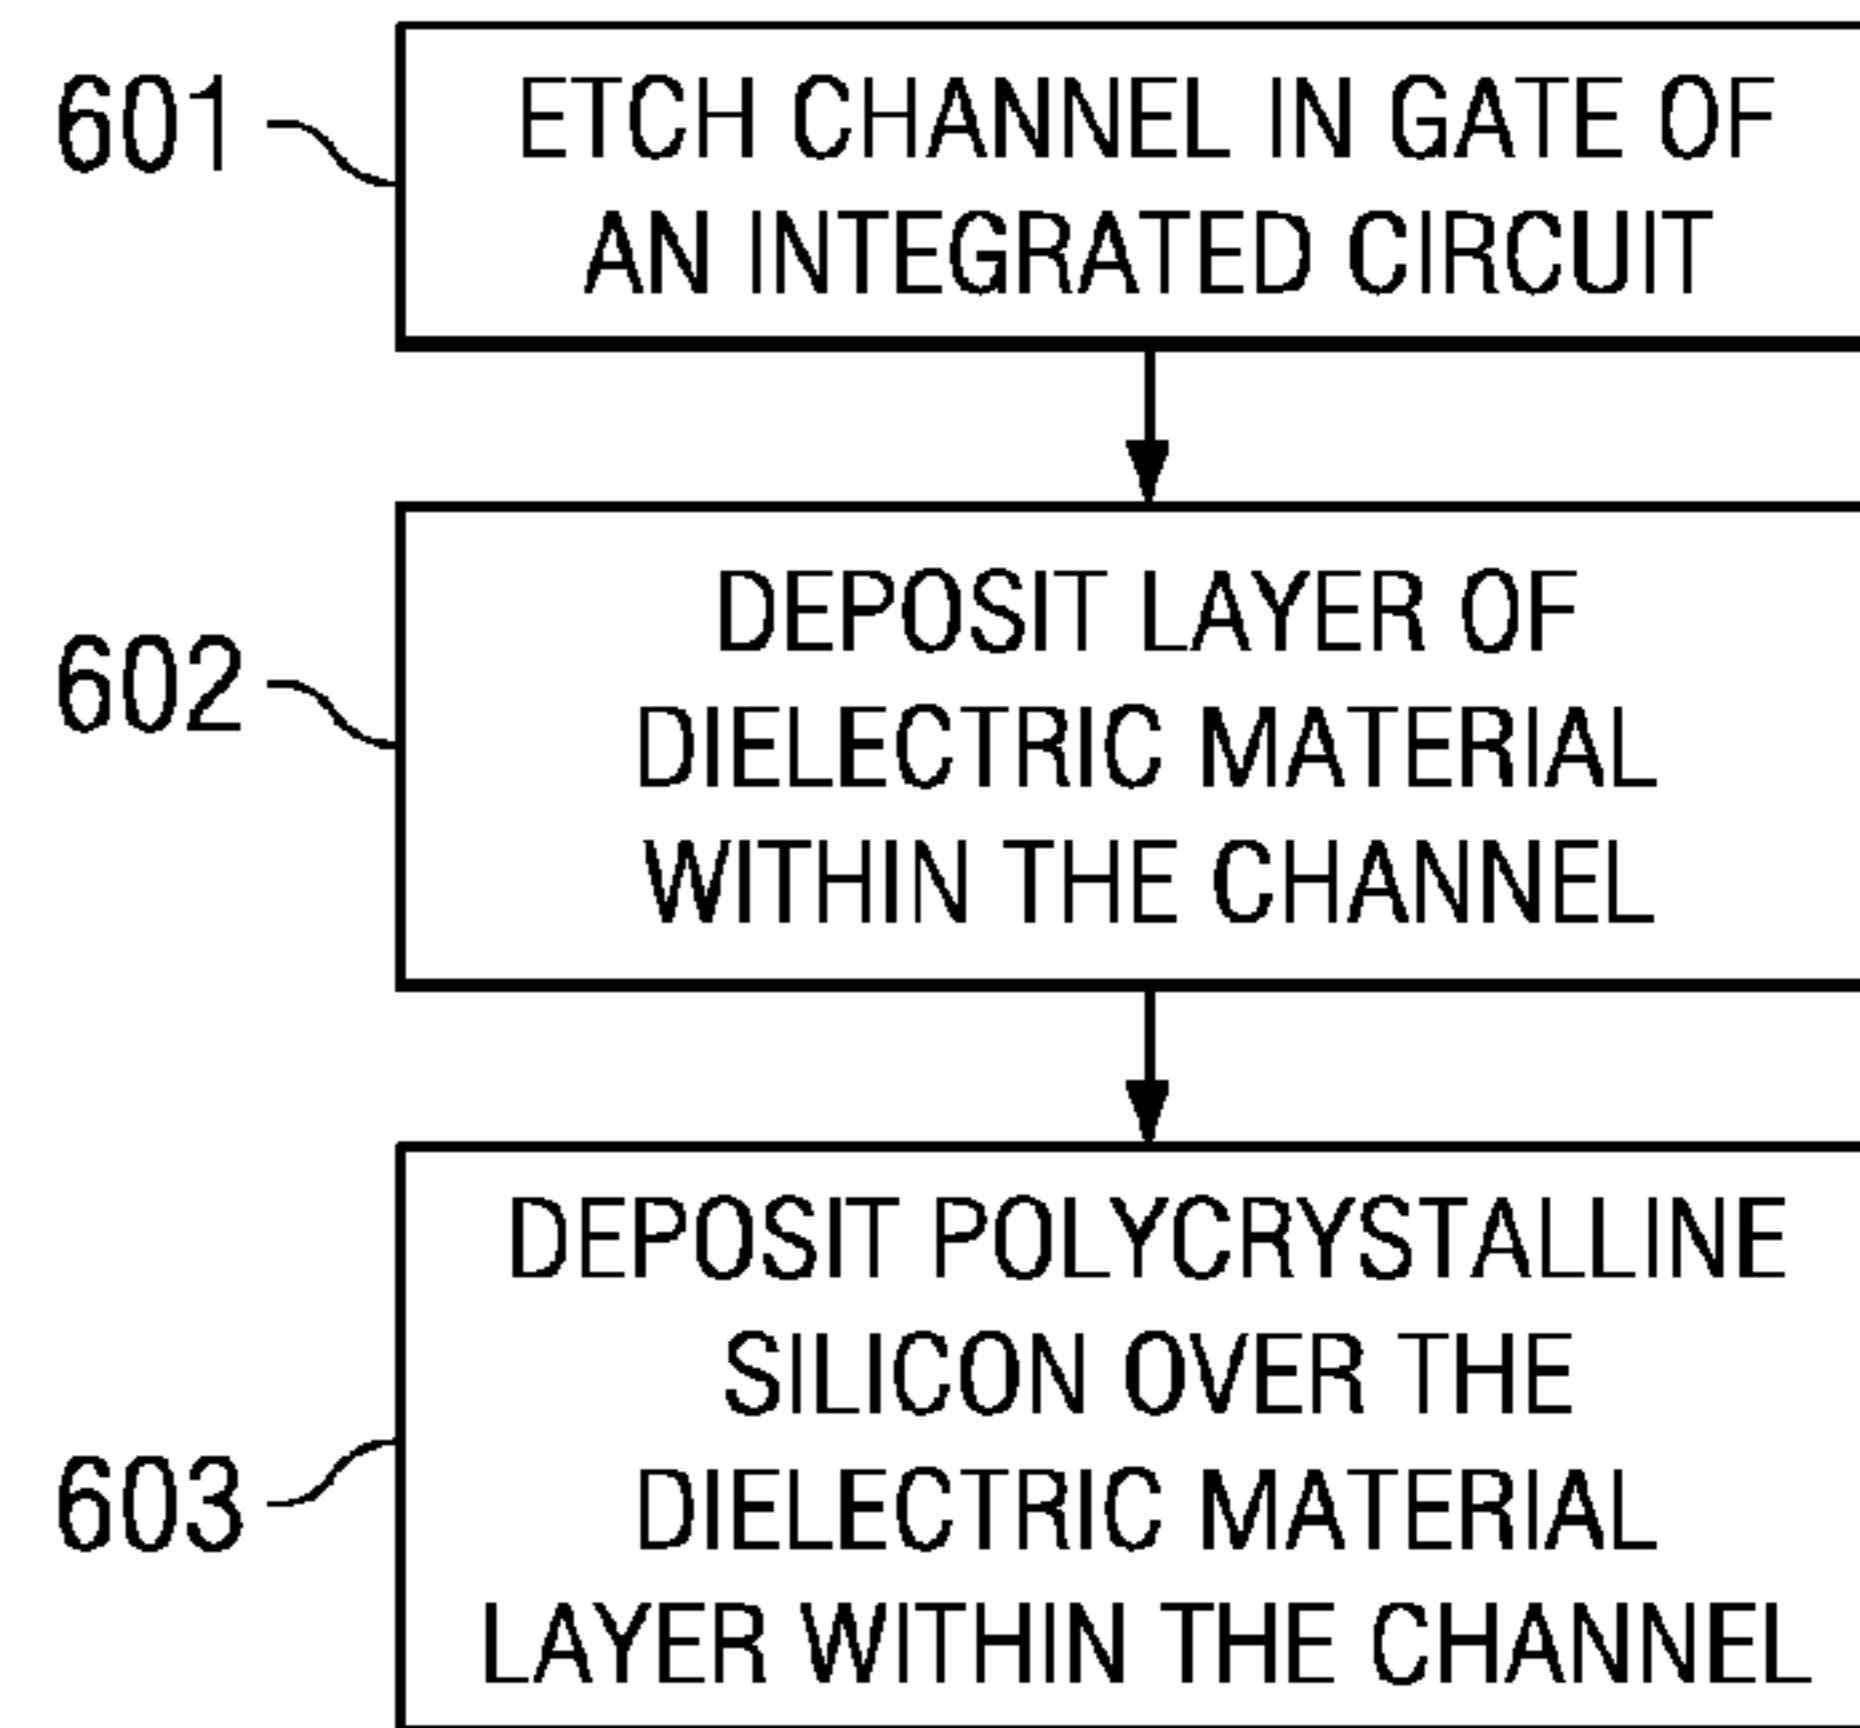 601
ETCH CHANNEL IN GATE OF
AN INTEGRATED CIRCUIT
602
DEPOSIT LAYER OF
DIELECTRIC MATERIAL
WITHIN THE CHANNEL
603
DEPOSIT POLYCRYSTALLINE
SILICON OVER THE
DIELECTRIC MATERIAL
LAYER WITHIN THE CHANNEL